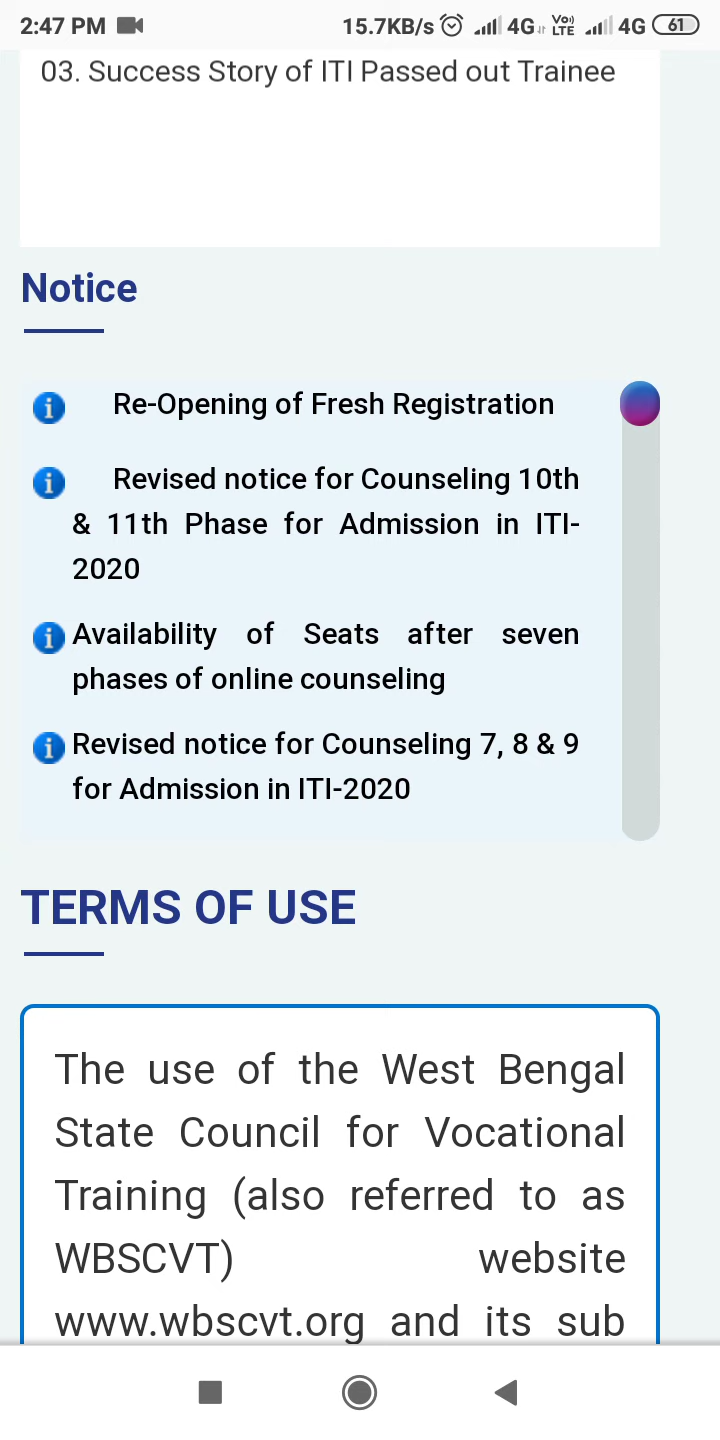 2:47 PM 15.7KB/s 4G Vo) LTE 4G 61
03. Success Story of ITI Passed out Trainee
Notice
Re-Opening of Fresh Registration
Revised notice for Counseling 10th
& 11th Phase for Admission in ITI-
2020
Availability of Seats after seven
phases of online counseling
Revised notice for Counseling 7, 8 & 9
for Admission in ITI-2020
TERMS OF USE
The use of the West Bengal
State Council for Vocational
Training (also referred to as
WBSCVT) website
www.wbscvt.org and its sub